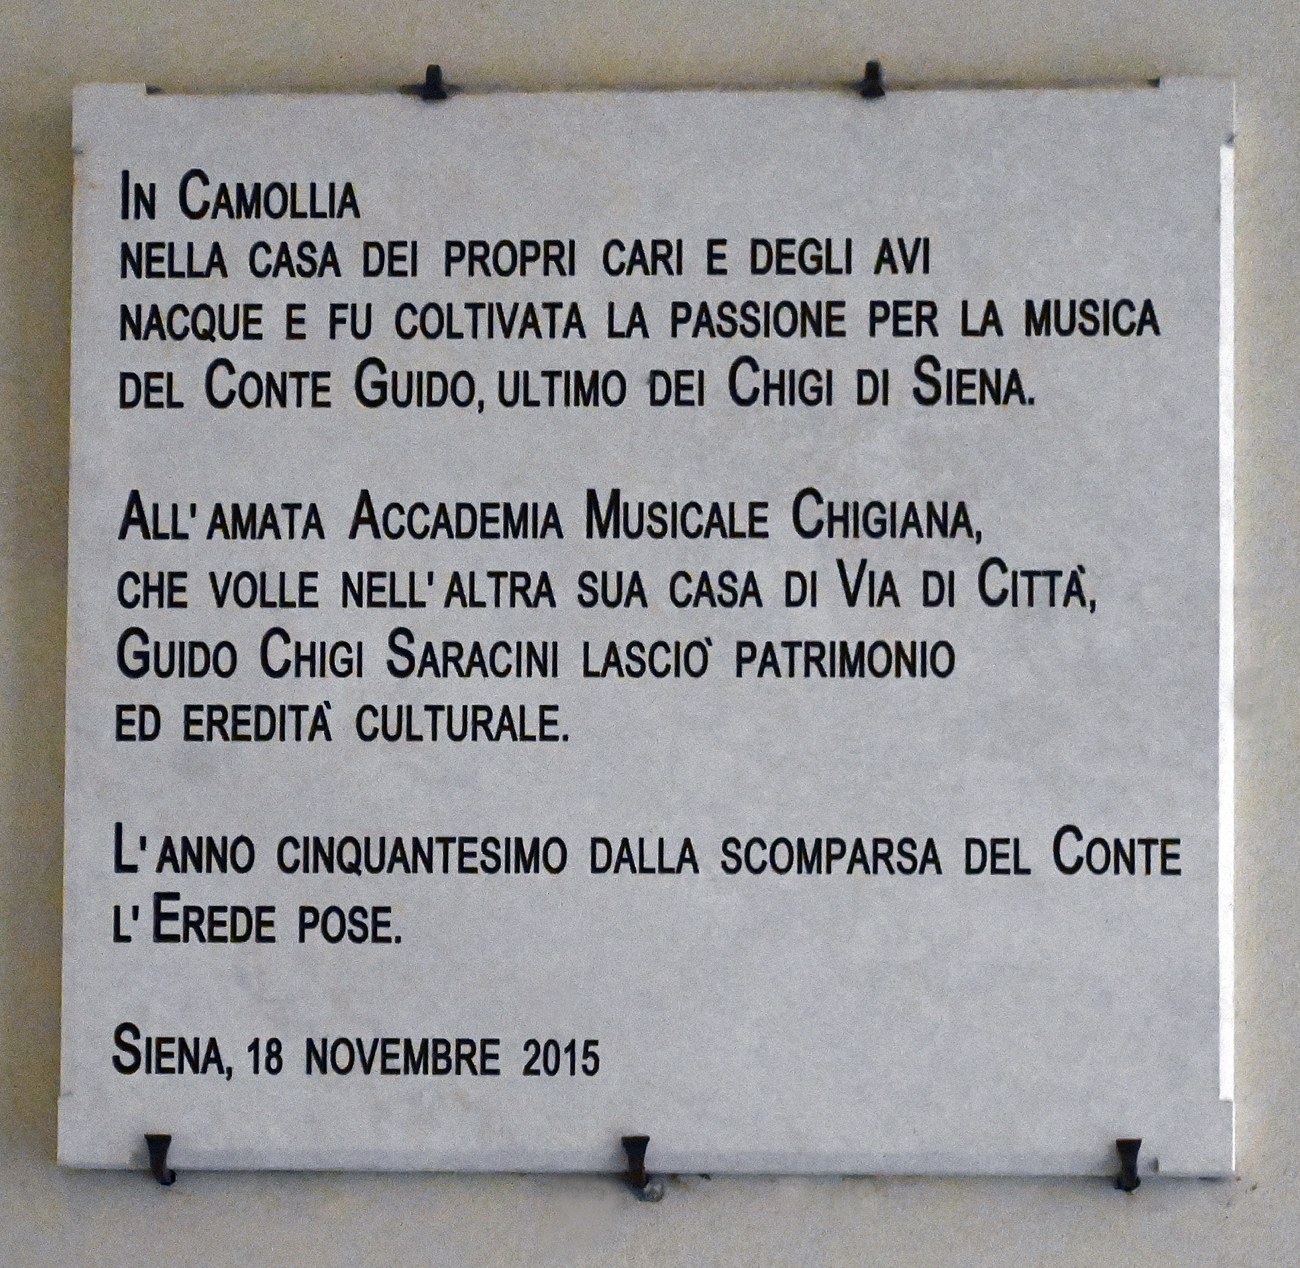 IN CAMOLLIA
NELLA CASA DEI PROPRI CARI E DEGLI AVI
NACQUE E FU COLTIVATA LA PASSIONE PER LA MUSICA
DEL CONTE GUIDO, ULTIMO DEI CHIGI DI SIENA.
ALL'AMATA ACCADEMIA MUSICALE CHIGIANA,
CHE VOLLE NELL'ALTRA SUA CASA DI VIA DI CITTÀ,
GUIDO CHIGI SARACINI LASCIÒ PATRIMONIO
ED EREDITÀ CULTURALE.
L'ANNO CINQUANTESIMO DALLA SCOMPARSA DEL CONTE
L'EREDE POSE.
SIENA, 18 NOVEMBRE 2015